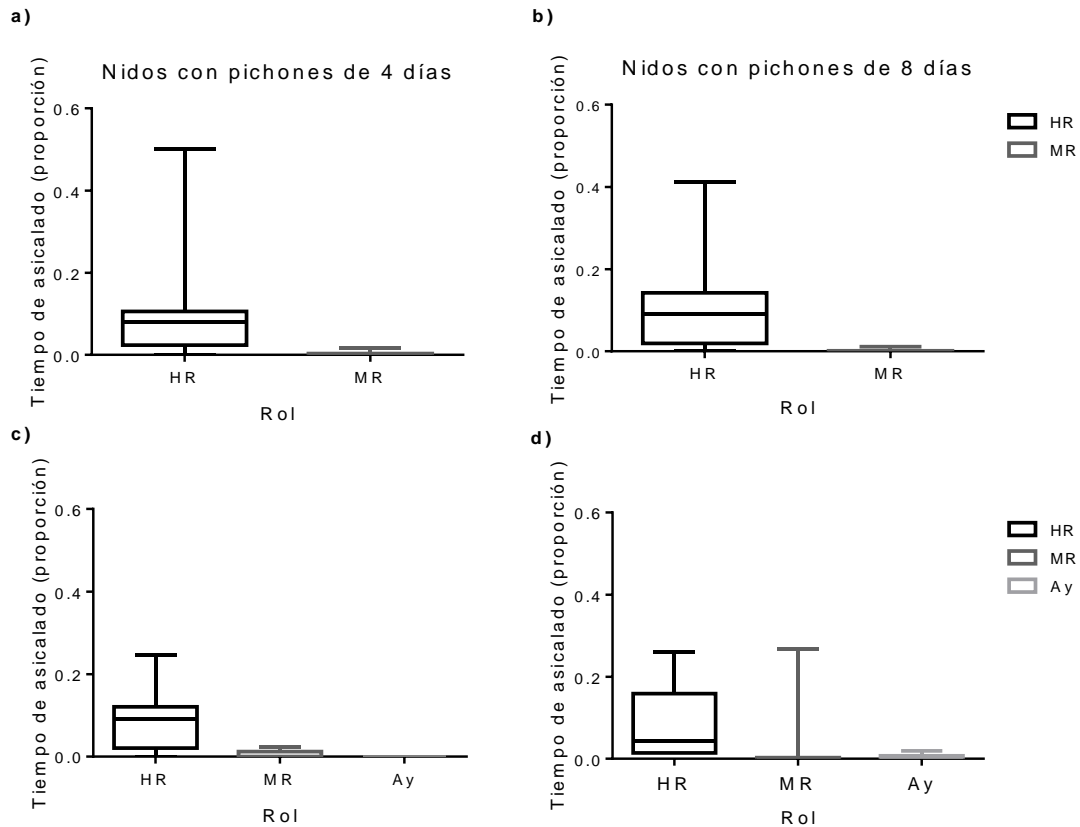 a)
Nidos con pichones de 4 días
Tiempo de asicalado (proporción)
0.6
0.4
0.2
0.0
HR
MR
Rol
b)
Nidos con pichones de 8 días
Tiempo de asicalado (proporción)
0.6
0.4
0.2
0.0
HR
MR
Rol
HR
MR
c)
Tiempo de asicalado (proporción)
0.6
0.4
0.2
0.0
HR
MR
Ay
Rol
d)
Tiempo de asicalado (proporción)
0.6
0.4
0.2
0.0
HR
MR
Ay
Rol
HR
MR
Ay